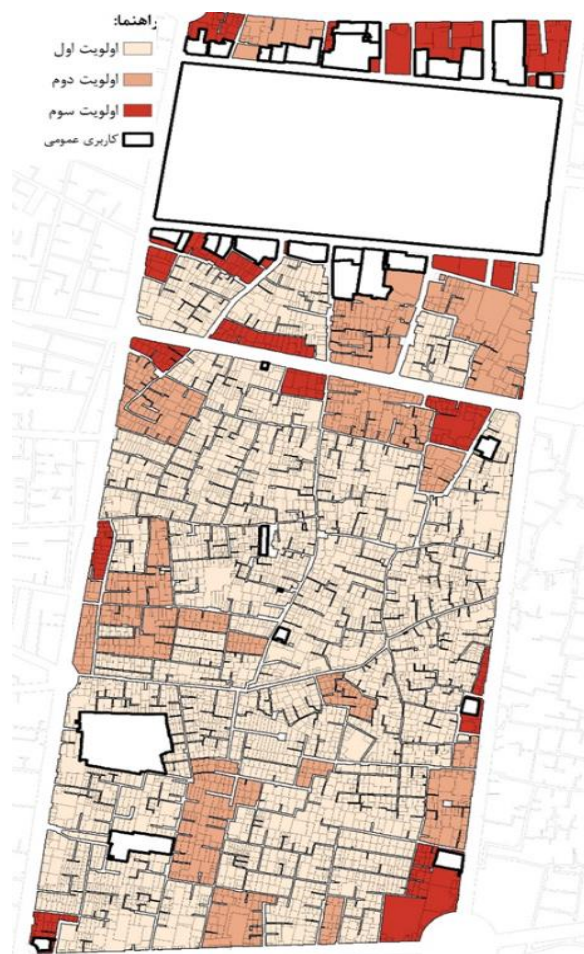 راهنما:
اولویت اول
اولویت دوم
اولویت سوم
کاربری عمومی